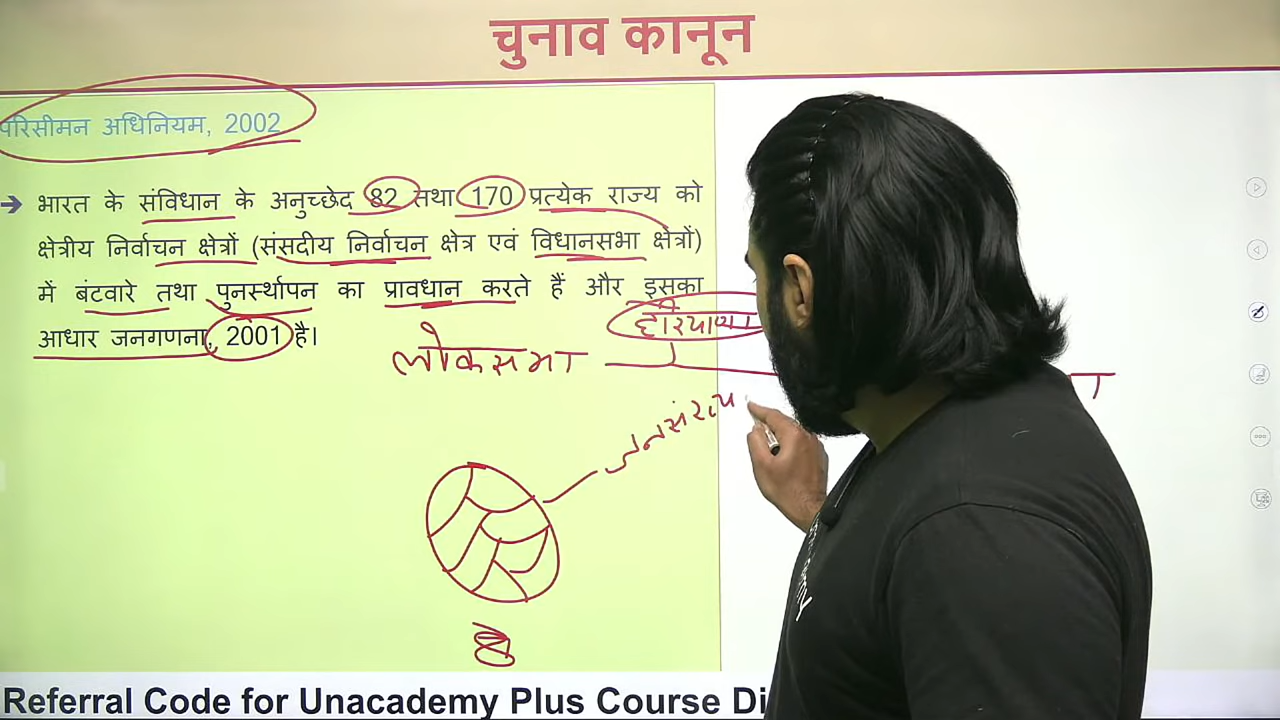 चुनाव कानून
परिसीमन अधिनियम, 2002
भारत के संविधान के अनुच्छेद 82 तथा 170 प्रत्येक राज्य को
क्षेत्रीय निर्वाचन क्षेत्रों (संसदीय निर्वाचन क्षेत्र एवं विधानसभा क्षेत्रों)
में बंटवारे तथा पुनर्स्थापन का प्रावधान करते हैं और इसका
आधार जनगणना, 2001 है।
हरियाणा
लोकसभा
जनसंख्य
Referral Code for Unacademy Plus Course Di